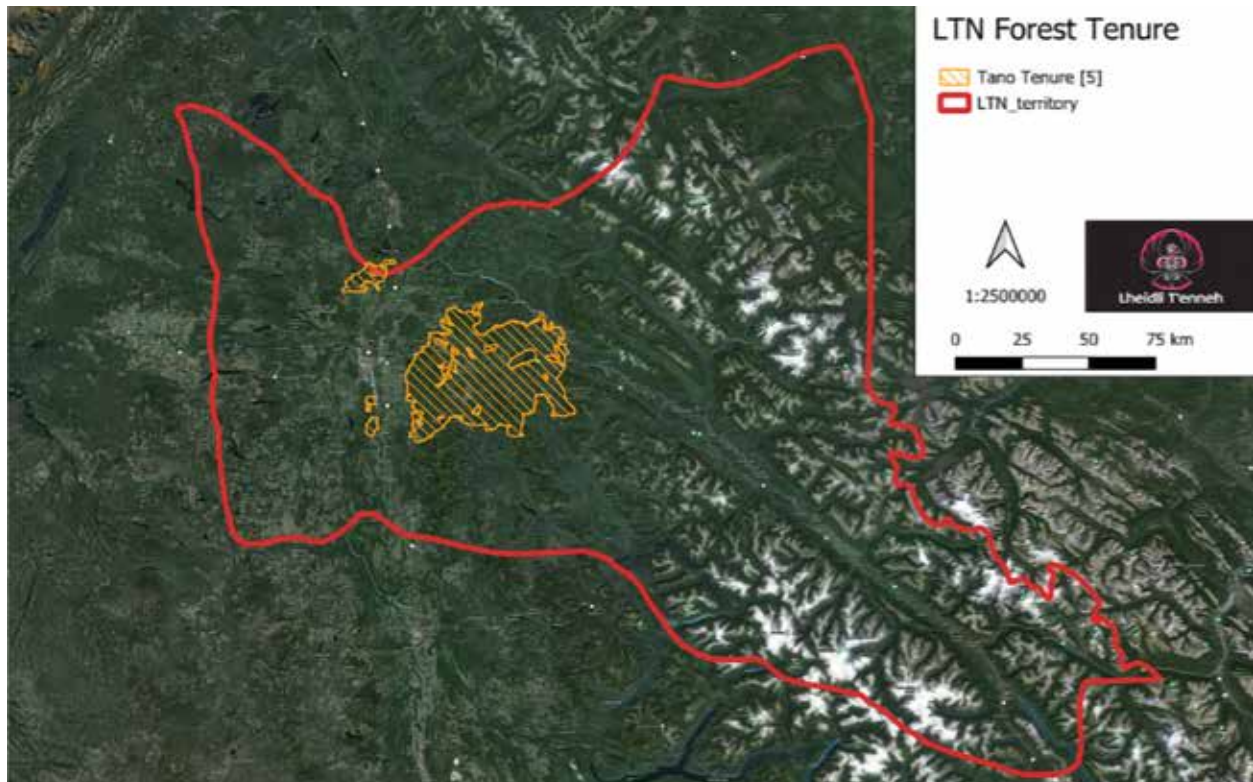 LTN Forest Tenure
Tano Tenure [5]
LTN_territory
1:2500000
Lheidli T'enneh
0 25 50 75 km